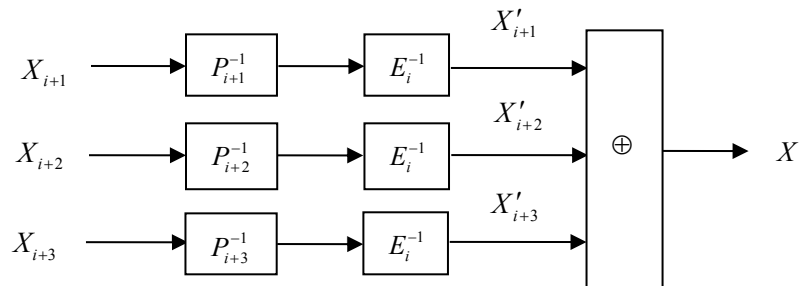 X′ᵢ₊₁
Xᵢ₊₁ P⁻¹ᵢ₊₁ E⁻¹ᵢ
X′ᵢ₊₂
Xᵢ₊₂ P⁻¹ᵢ₊₂ E⁻¹ᵢ ⊕ X
X′ᵢ₊₃
Xᵢ₊₃ P⁻¹ᵢ₊₃ E⁻¹ᵢ